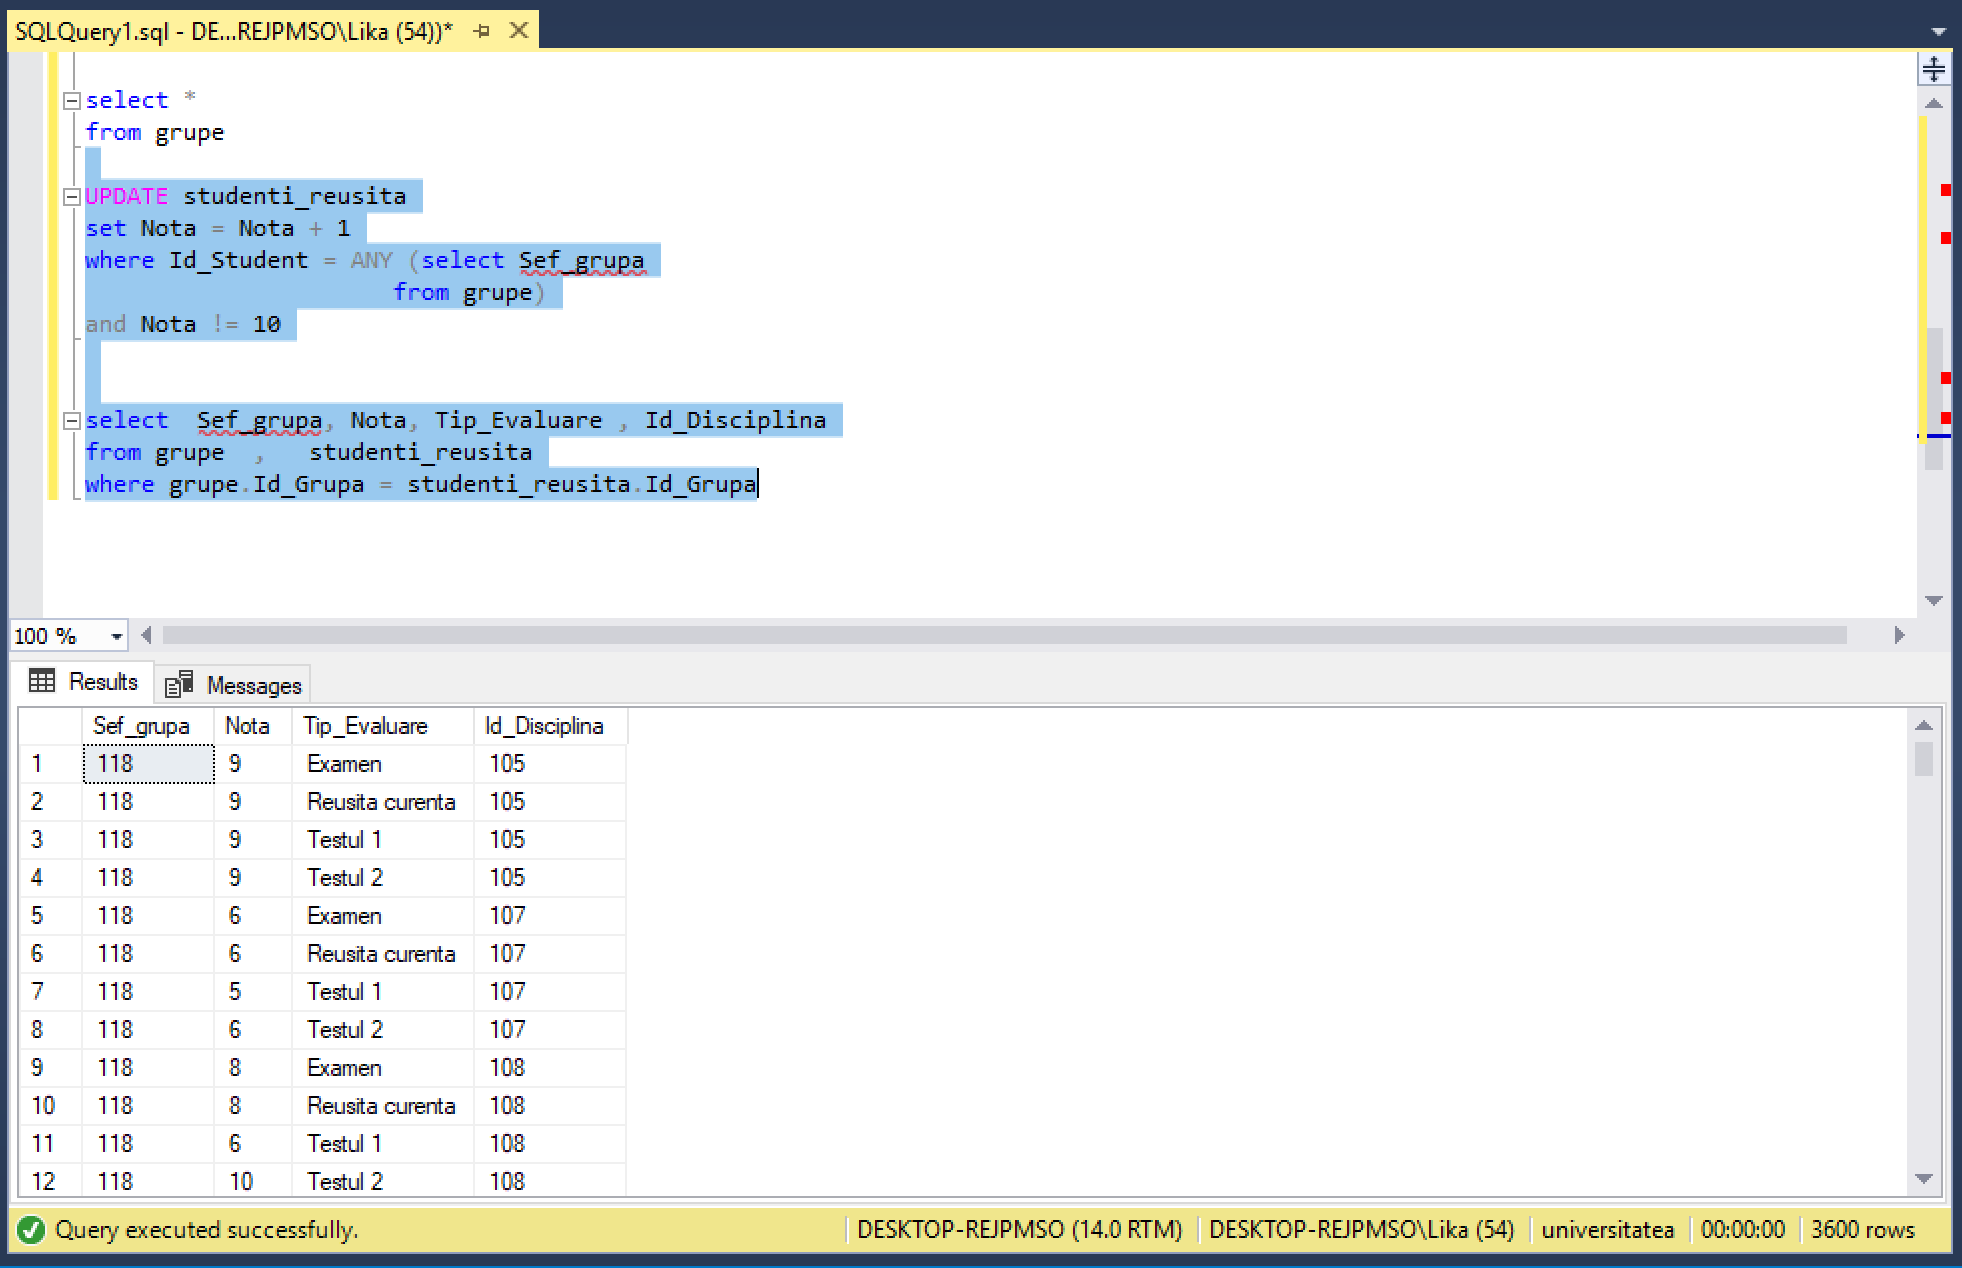 SQLQuery1.sql - DE...REJPMSO\Lika (54))*
select *
from grupe
UPDATE studenti_reusita
set Nota = Nota + 1
where Id_Student = ANY (select Sef_grupa
from grupe)
and Nota != 10
select  Sef_grupa, Nota, Tip_Evaluare , Id_Disciplina
from grupe  ,   studenti_reusita
where grupe.Id_Grupa = studenti_reusita.Id_Grupa
100 %
Results Messages
Sef_grupa Nota Tip_Evaluare Id_Disciplina
1 118 9 Examen 105
2 118 9 Reusita curenta 105
3 118 9 Testul 1 105
4 118 9 Testul 2 105
5 118 6 Examen 107
6 118 6 Reusita curenta 107
7 118 5 Testul 1 107
8 118 6 Testul 2 107
9 118 8 Examen 108
10 118 8 Reusita curenta 108
11 118 6 Testul 1 108
12 118 10 Testul 2 108
Query executed successfully. DESKTOP-REJPMSO (14.0 RTM) DESKTOP-REJPMSO\Lika (54) universitatea 00:00:00 3600 rows